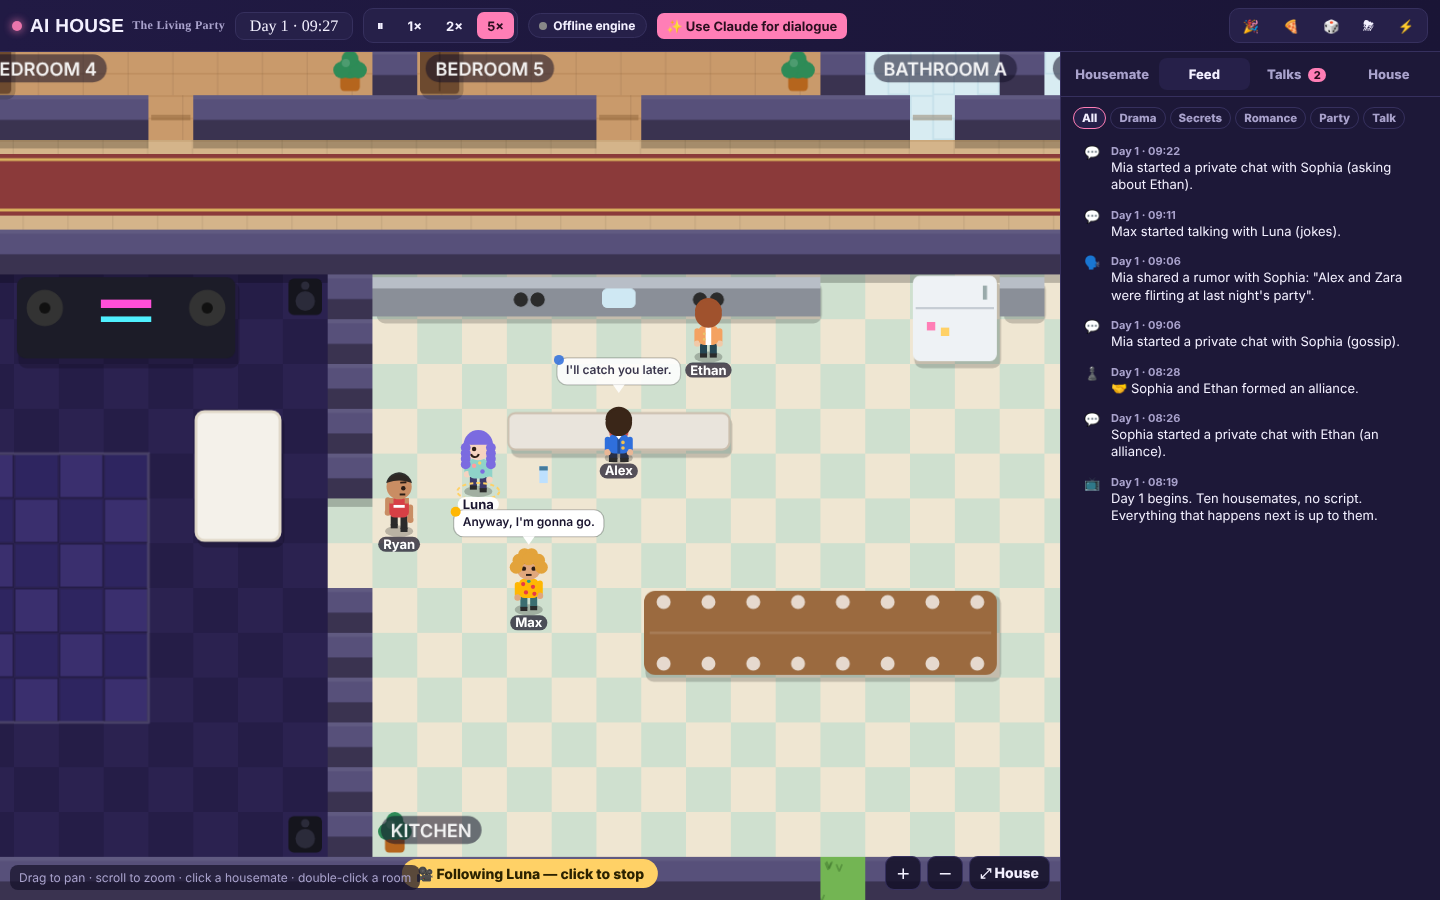 AI HOUSE The Living Party Day 1 · 09:27 1× 2× 5× Offline engine ✨ Use Claude for dialogue
EDROOM 4
BEDROOM 5
BATHROOM A
I'll catch you later.
Ethan
Alex
Luna
Anyway, I'm gonna go.
Ryan
Max
KITCHEN
Drag to pan · scroll to zoom · click a housemate · double-click a room
Following Luna — click to stop
+ − ⤢ House
Housemate Feed Talks 2 House
All Drama Secrets Romance Party Talk
Day 1 · 09:22
Mia started a private chat with Sophia (asking
about Ethan).
Day 1 · 09:11
Max started talking with Luna (jokes).
Day 1 · 09:06
Mia shared a rumor with Sophia: "Alex and Zara
were flirting at last night's party".
Day 1 · 09:06
Mia started a private chat with Sophia (gossip).
Day 1 · 08:28
🤝 Sophia and Ethan formed an alliance.
Day 1 · 08:26
Sophia started a private chat with Ethan (an
alliance).
Day 1 · 08:19
Day 1 begins. Ten housemates, no script.
Everything that happens next is up to them.